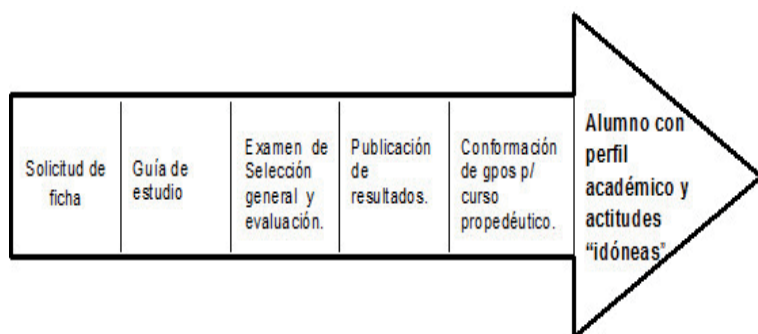 Solicitud de
ficha
Guía de
estudio
Examen de
Selección
general y
evaluación.
Publicación
de
resultados.
Conformación
de gpos p/
curso
propedéutico.
Alumno con
perfil
académico y
actitudes
“idóneas”